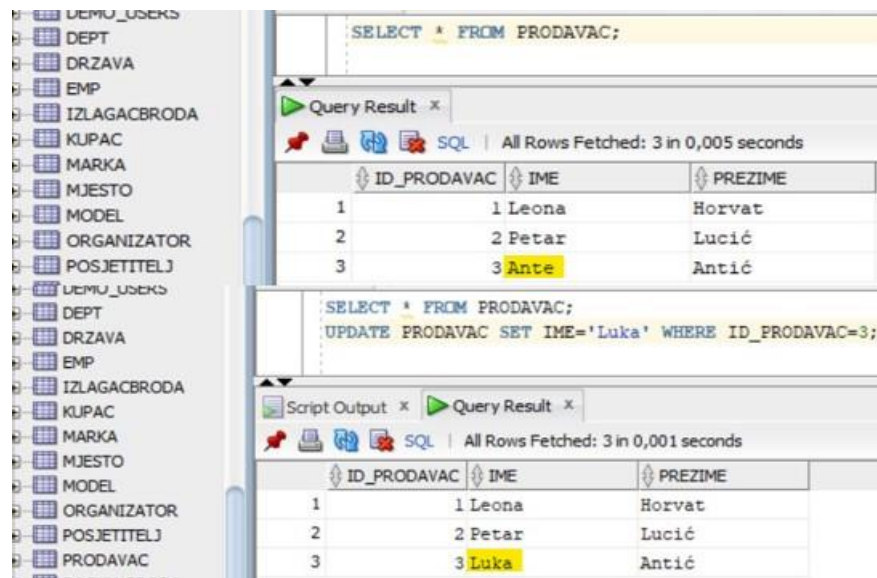 DEMO_USERS
DEPT
DRZAVA
EMP
IZLAGACBRODA
KUPAC
MARKA
MJESTO
MODEL
ORGANIZATOR
POSJETITELJ
SELECT * FROM PRODAVAC;
Query Result ×
SQL | All Rows Fetched: 3 in 0,005 seconds
ID_PRODAVAC IME PREZIME
1 1 Leona Horvat
2 2 Petar Lucić
3 3 Ante Antić
DEMO_USERS
DEPT
DRZAVA
EMP
IZLAGACBRODA
KUPAC
MARKA
MJESTO
MODEL
ORGANIZATOR
POSJETITELJ
PRODAVAC
SELECT * FROM PRODAVAC;
UPDATE PRODAVAC SET IME='Luka' WHERE ID_PRODAVAC=3;
Script Output × Query Result ×
SQL | All Rows Fetched: 3 in 0,001 seconds
ID_PRODAVAC IME PREZIME
1 1 Leona Horvat
2 2 Petar Lucić
3 3 Luka Antić